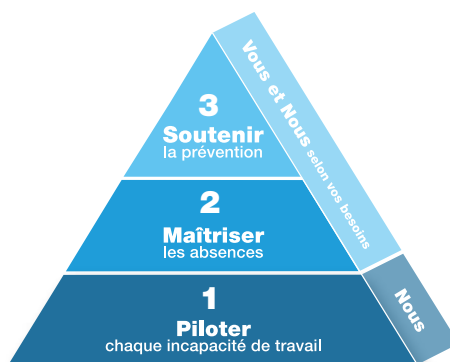 3
Soutenir
la prévention
2
Maîtriser
les absences
1
Piloter
chaque incapacité de travail
Vous et Nous selon vos besoins
Nous